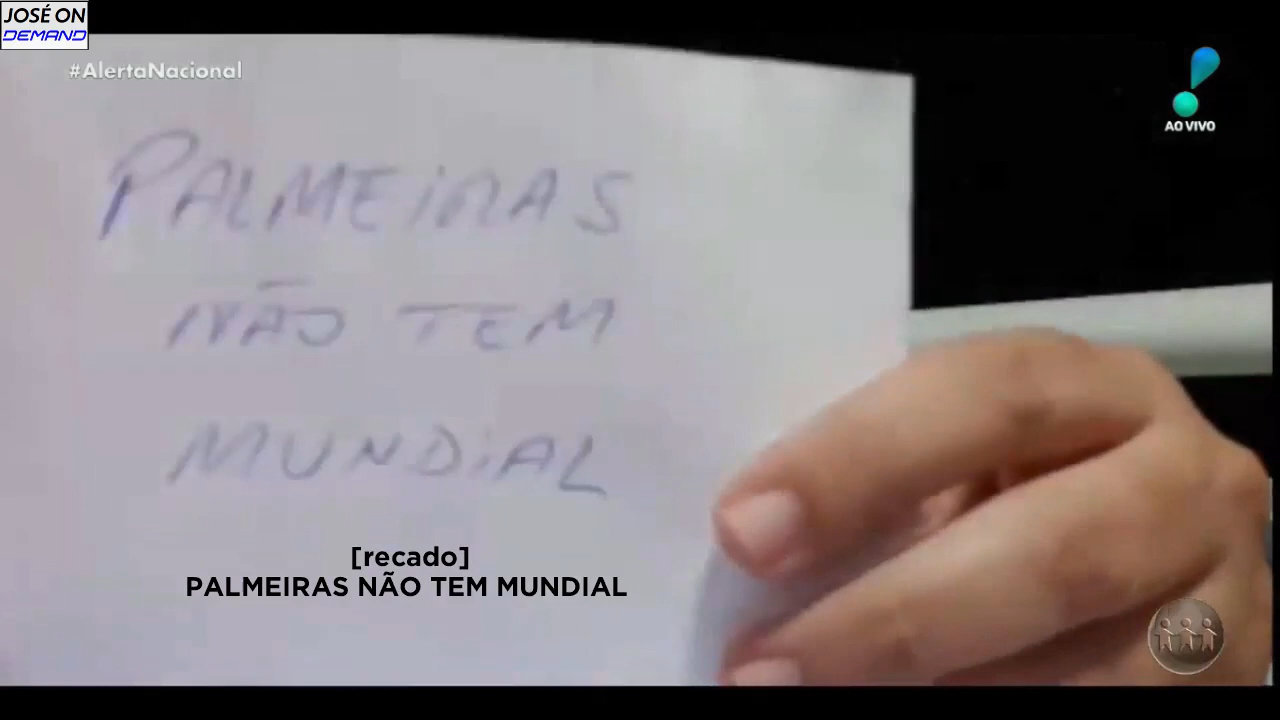 JOSÉ ON
DEMAND
#AlertaNacional
AO VIVO
PALMEIRAS
NÃO TEM
MUNDIAL
[recado]
PALMEIRAS NÃO TEM MUNDIAL